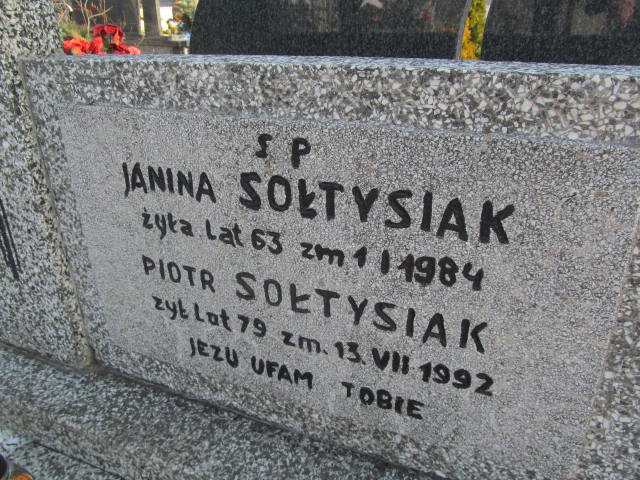 S P
JANINA SOŁTYSIAK
żyła Lat 63 zm 1 I 1984
PIOTR SOŁTYSIAK
żył Lat 79 zm. 13. VII 1992
JEZU UFAM TOBIE